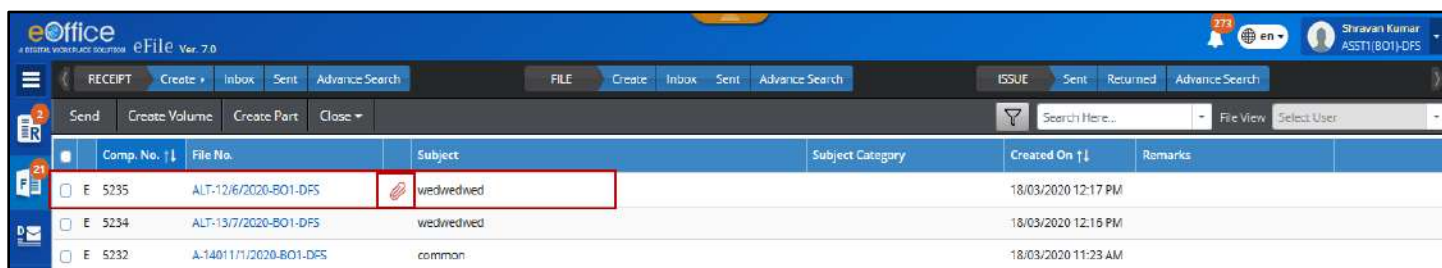 eOffice
A DIGITAL WORKPLACE SOLUTION eFile Ver. 7.0
273 en Shravan Kumar
ASST1(BO1)-DFS
RECEIPT Create Inbox Sent Advance Search FILE Create Inbox Sent Advance Search ISSUE Sent Returned Advance Search
2 R Send Create Volume Create Part Close Search Here... File View Select User
Comp. No. File No. Subject Subject Category Created On Remarks
21 F E 5235 ALT-12/6/2020-BO1-DFS wedwedwed 18/03/2020 12:17 PM
D E 5234 ALT-13/7/2020-BO1-DFS wedwedwed 18/03/2020 12:16 PM
E 5232 A-14011/1/2020-BO1-DFS common 18/03/2020 11:23 AM